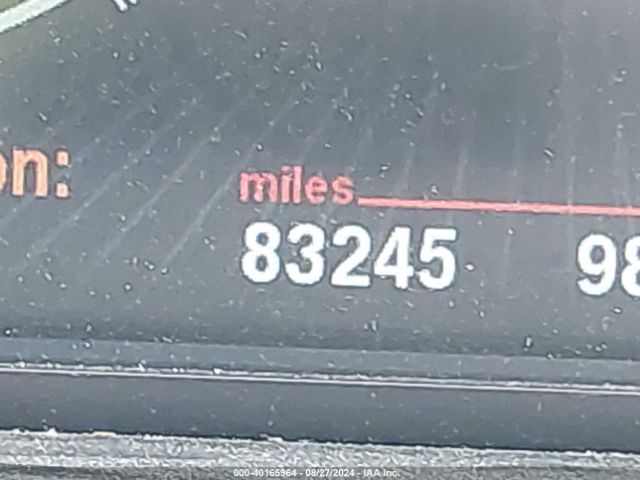 on:
miles
83245 98
000-40165964 - 08/27/2024 - IAA Inc.